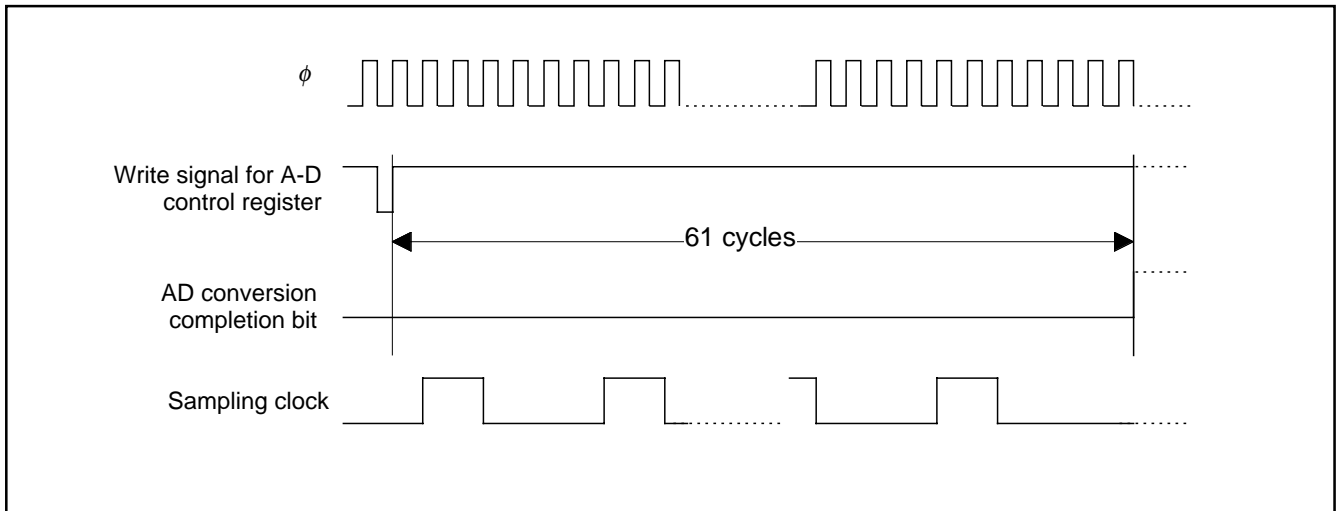 ϕ
Write signal for A-D
control register
61 cycles
AD conversion
completion bit
Sampling clock